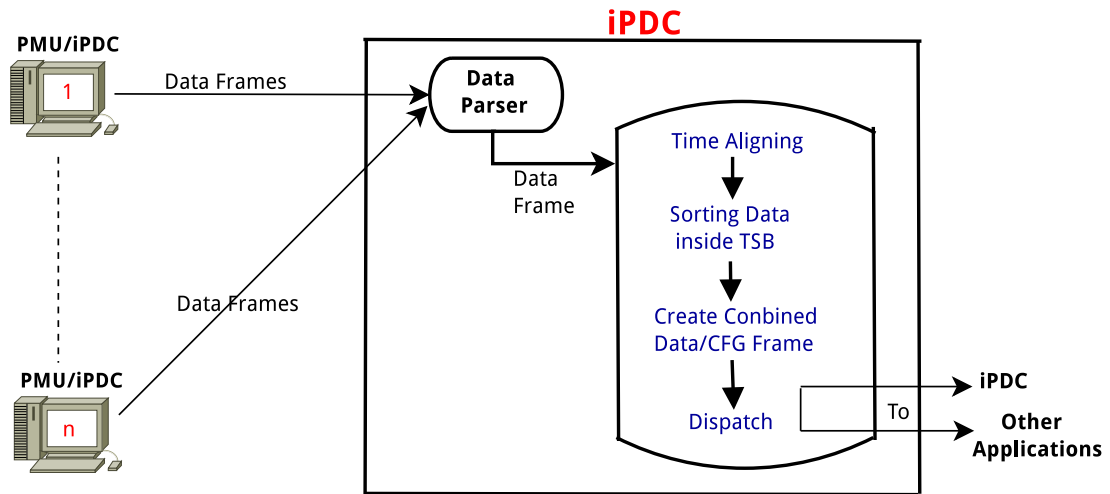 iPDC
PMU/iPDC
1
Data Frames
Data
Parser
Data
Frame
Time Aligning
Sorting Data
inside TSB
Create Conbined
Data/CFG Frame
Dispatch
Data Frames
PMU/iPDC
n
To
iPDC
Other
Applications